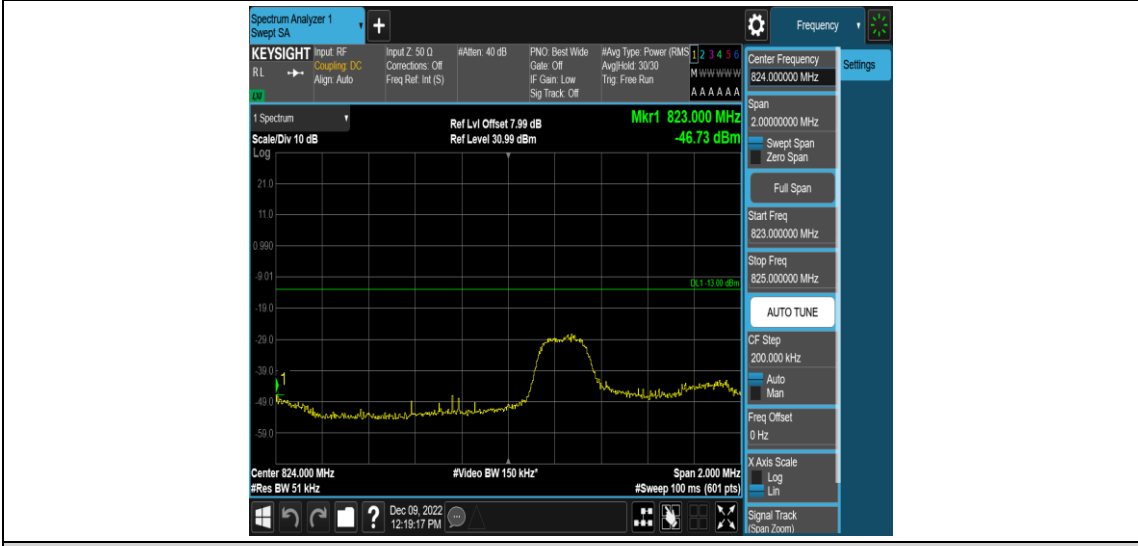 Spectrum Analyzer 1
Swept SA
+
Frequency
KEYSIGHT
RL
Input: RF
Coupling: DC
Align: Auto
Input Z: 50 Ω
Corrections: Off
Freq Ref: Int (S)
#Atten: 40 dB
PNO: Best Wide
Gate: Off
IF Gain: Low
Sig Track: Off
#Avg Type: Power (RMS
Avg|Hold: 30/30
Trig: Free Run
1 2 3 4 5 6
M W W W W W
A A A A A A
1 Spectrum
Scale/Div 10 dB
Log
Ref Lvl Offset 7.99 dB
Ref Level 30.99 dBm
Mkr1 823.000 MHz
-46.73 dBm
21.0
11.0
0.990
-9.01
DL1 -13.00 dBm
-19.0
-29.0
-39.0
1
-49.0
-59.0
Center 824.000 MHz
#Res BW 51 kHz
#Video BW 150 kHz*
Span 2.000 MHz
#Sweep 100 ms (601 pts)
?
Dec 09, 2022
12:19:17 PM
Center Frequency
824.000000 MHz
Span
2.00000000 MHz
Swept Span
Zero Span
Full Span
Start Freq
823.000000 MHz
Stop Freq
825.000000 MHz
AUTO TUNE
CF Step
200.000 kHz
Auto
Man
Freq Offset
0 Hz
X Axis Scale
Log
Lin
Signal Track
(Span Zoom)
Settings